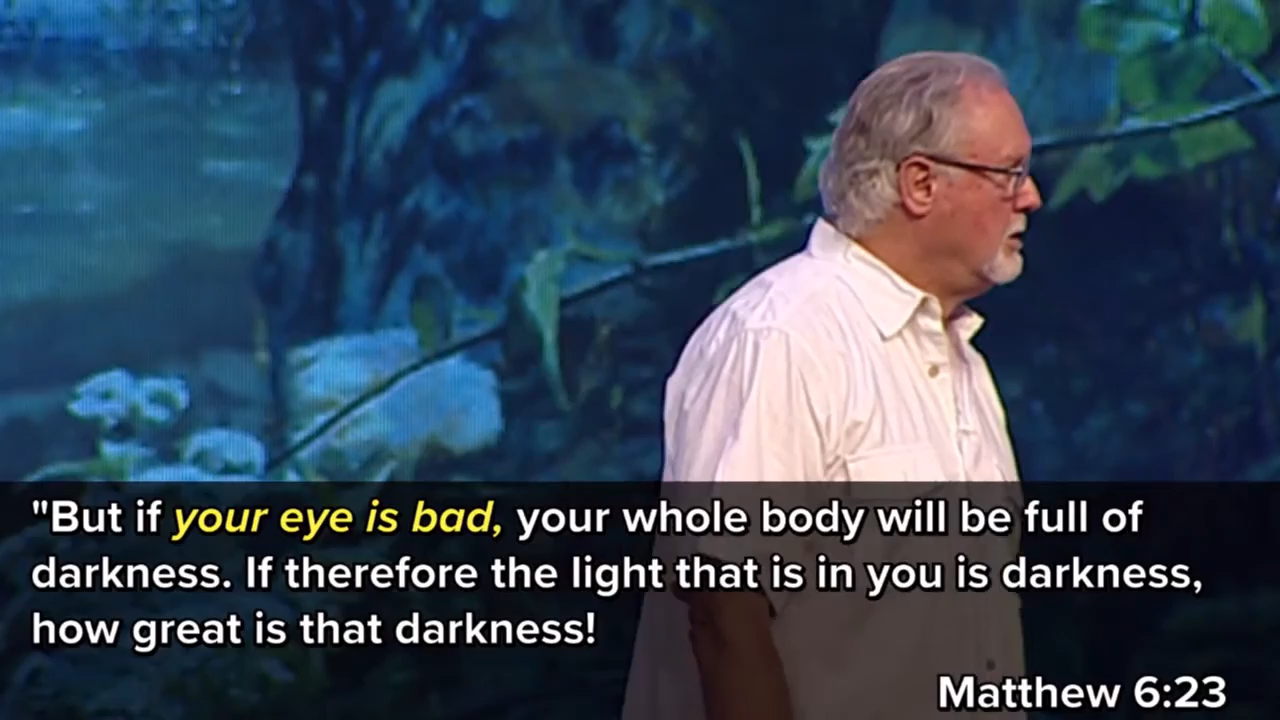 "But if your eye is bad, your whole body will be full of
darkness. If therefore the light that is in you is darkness,
how great is that darkness!
Matthew 6:23